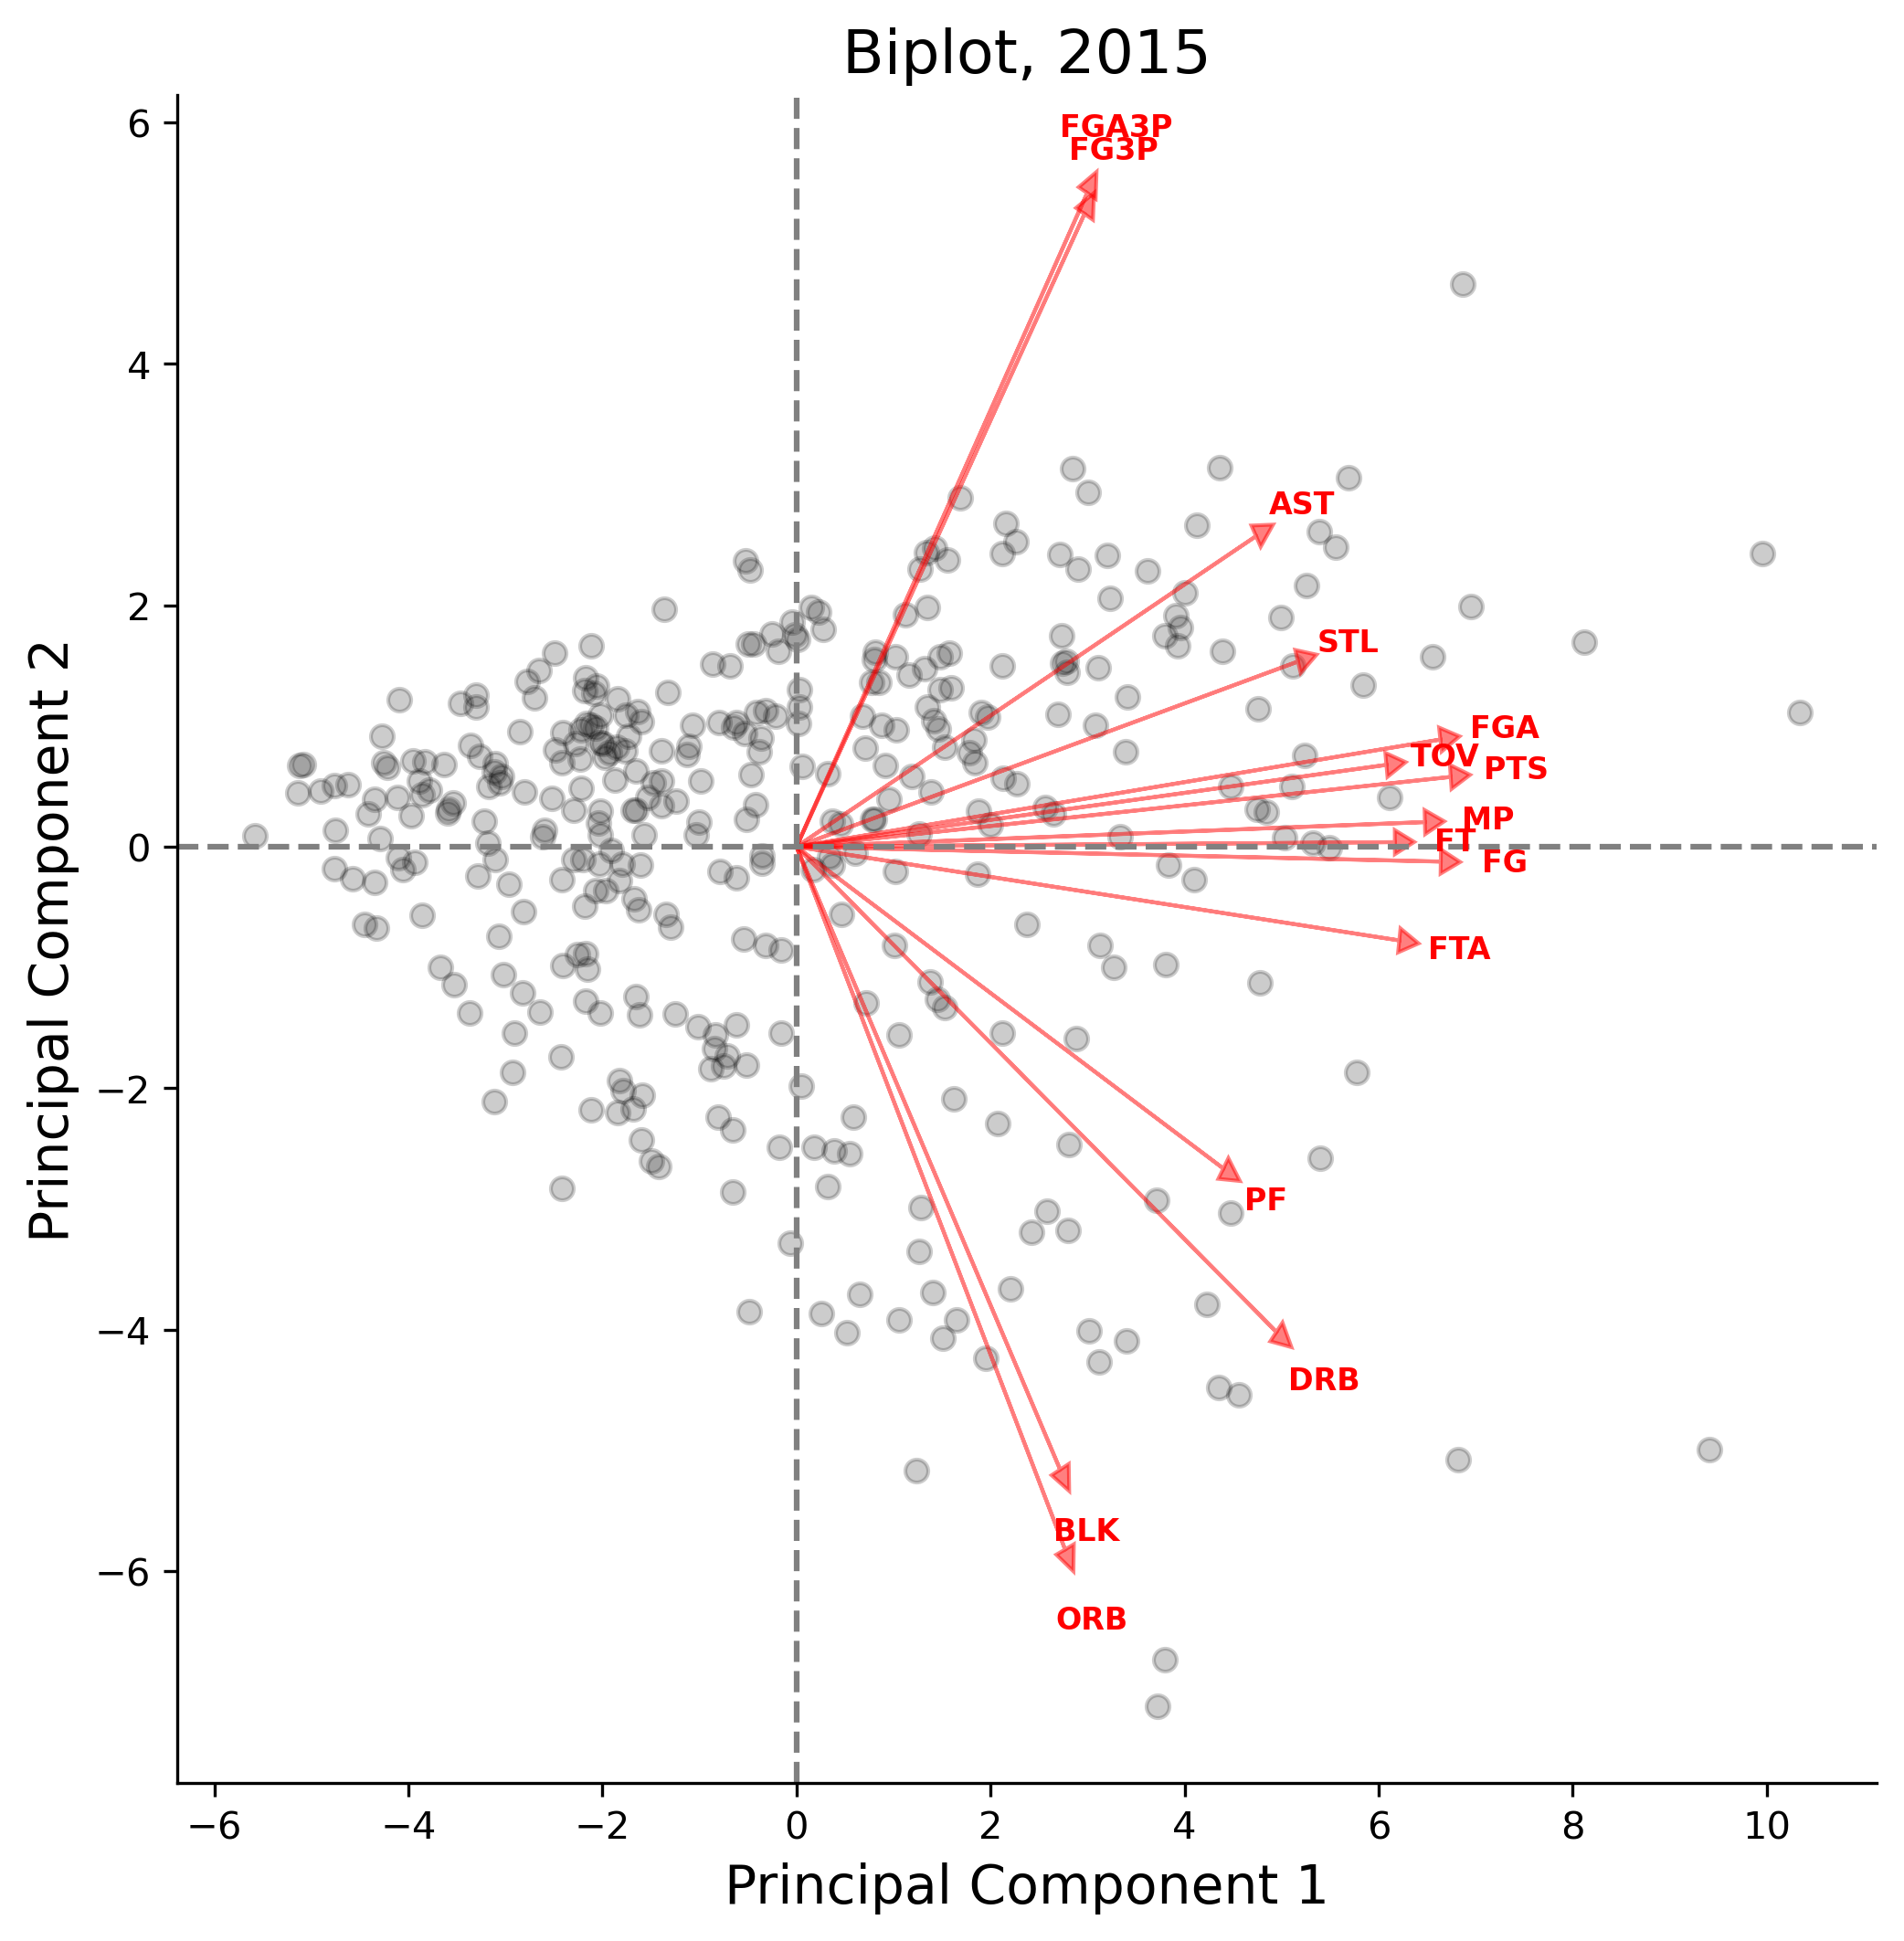 Biplot, 2015
6
4
2
0
−2
−4
−6
Principal Component 2
FGA3P
FG3P
AST
STL
FGA
TOV
PTS
MP
FT
FG
FTA
PF
DRB
BLK
ORB
−6 −4 −2 0 2 4 6 8 10
Principal Component 1